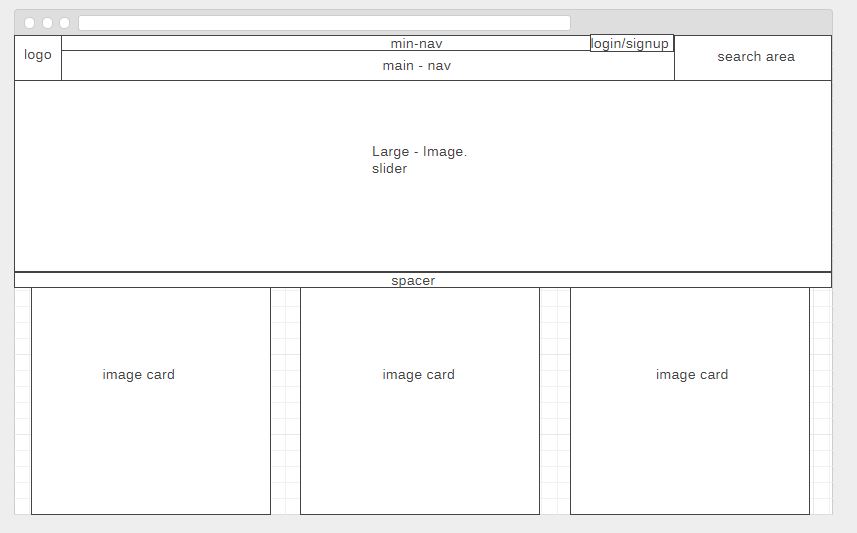 min-nav
login/signup
logo
main - nav
search area
Large - Image.
slider
spacer
image card
image card
image card